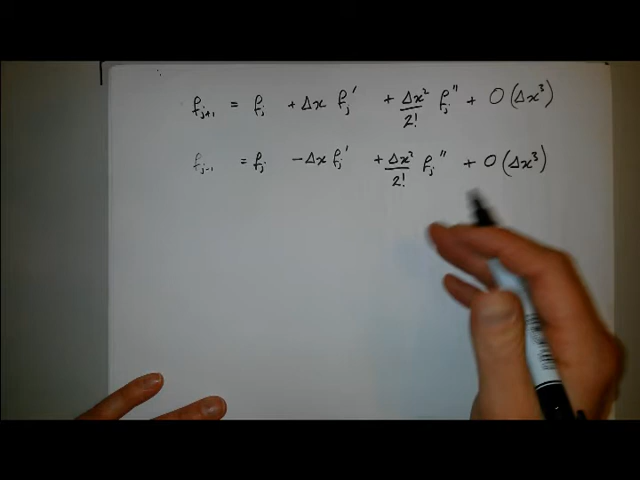 f_{j+1} = f_j + Δx f_j' + Δx²/2! f_j'' + O(Δx³)
f_{j-1} = f_j - Δx f_j' + Δx²/2! f_j'' + O(Δx³)